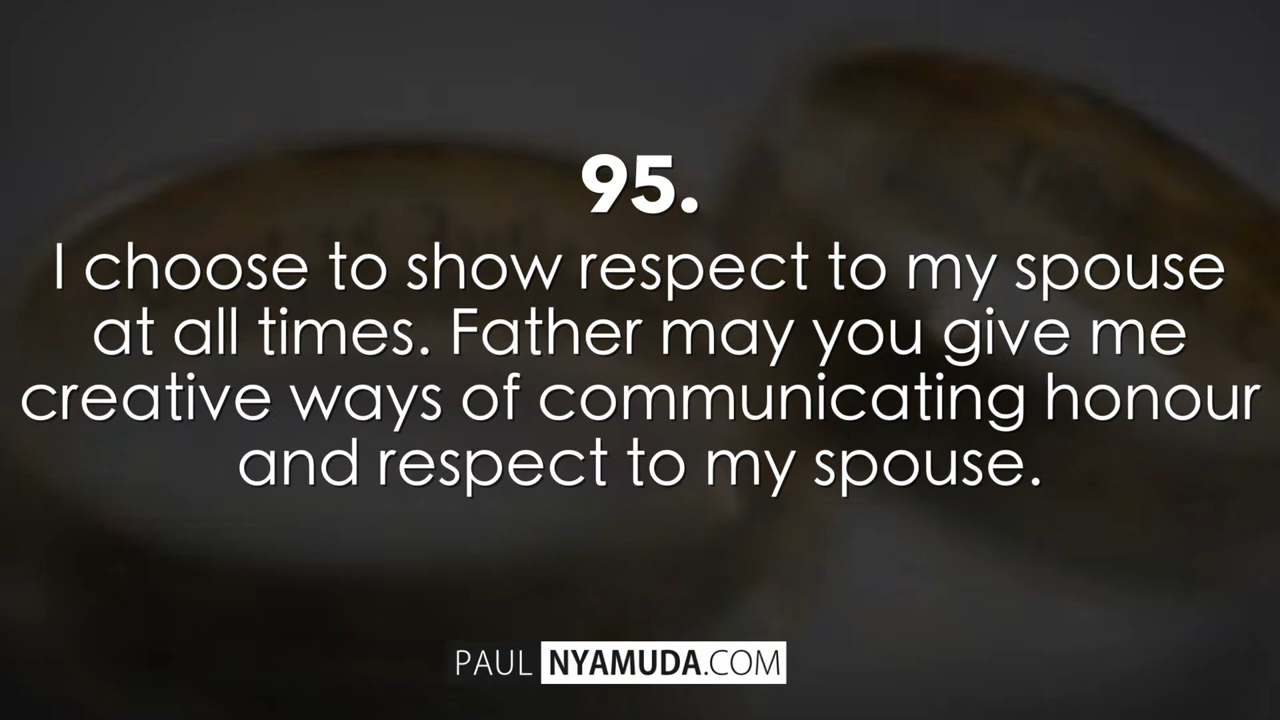 95.
I choose to show respect to my spouse
at all times. Father may you give me
creative ways of communicating honour
and respect to my spouse.
PAUL NYAMUDA.COM